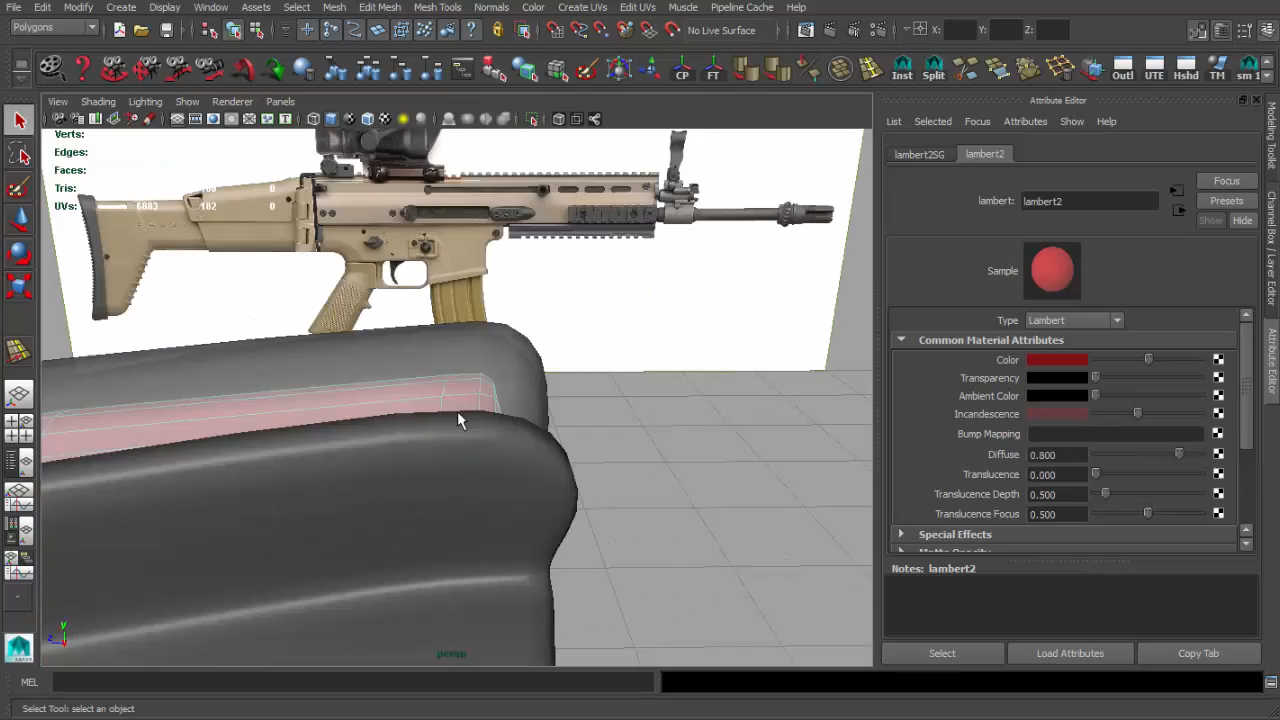 File Edit Modify Create Display Window Assets Select Mesh Edit Mesh Mesh Tools Normals Color Create UVs Edit UVs Muscle Pipeline Cache Help
Polygons
No Live Surface
X: Y: Z:
CP FT Inst Split Outl UTE Hshd TM sm 1
View Shading Lighting Show Renderer Panels
Attribute Editor
List Selected Focus Attributes Show Help
Verts:
Edges:
Faces:
Tris: 0
UVs: 6883 182 0
lambert2SG lambert2
Focus
lambert: lambert2
Presets
Show Hide
Sample
Type Lambert
Common Material Attributes
Color
Transparency
Ambient Color
Incandescence
Bump Mapping
Diffuse 0.800
Translucence 0.000
Translucence Depth 0.500
Translucence Focus 0.500
Special Effects
Matte Opacity
Notes: lambert2
Select Load Attributes Copy Tab
Modeling Toolkit
Channel Box / Layer Editor
Attribute Editor
y
z
persp
MEL
Select Tool: select an object